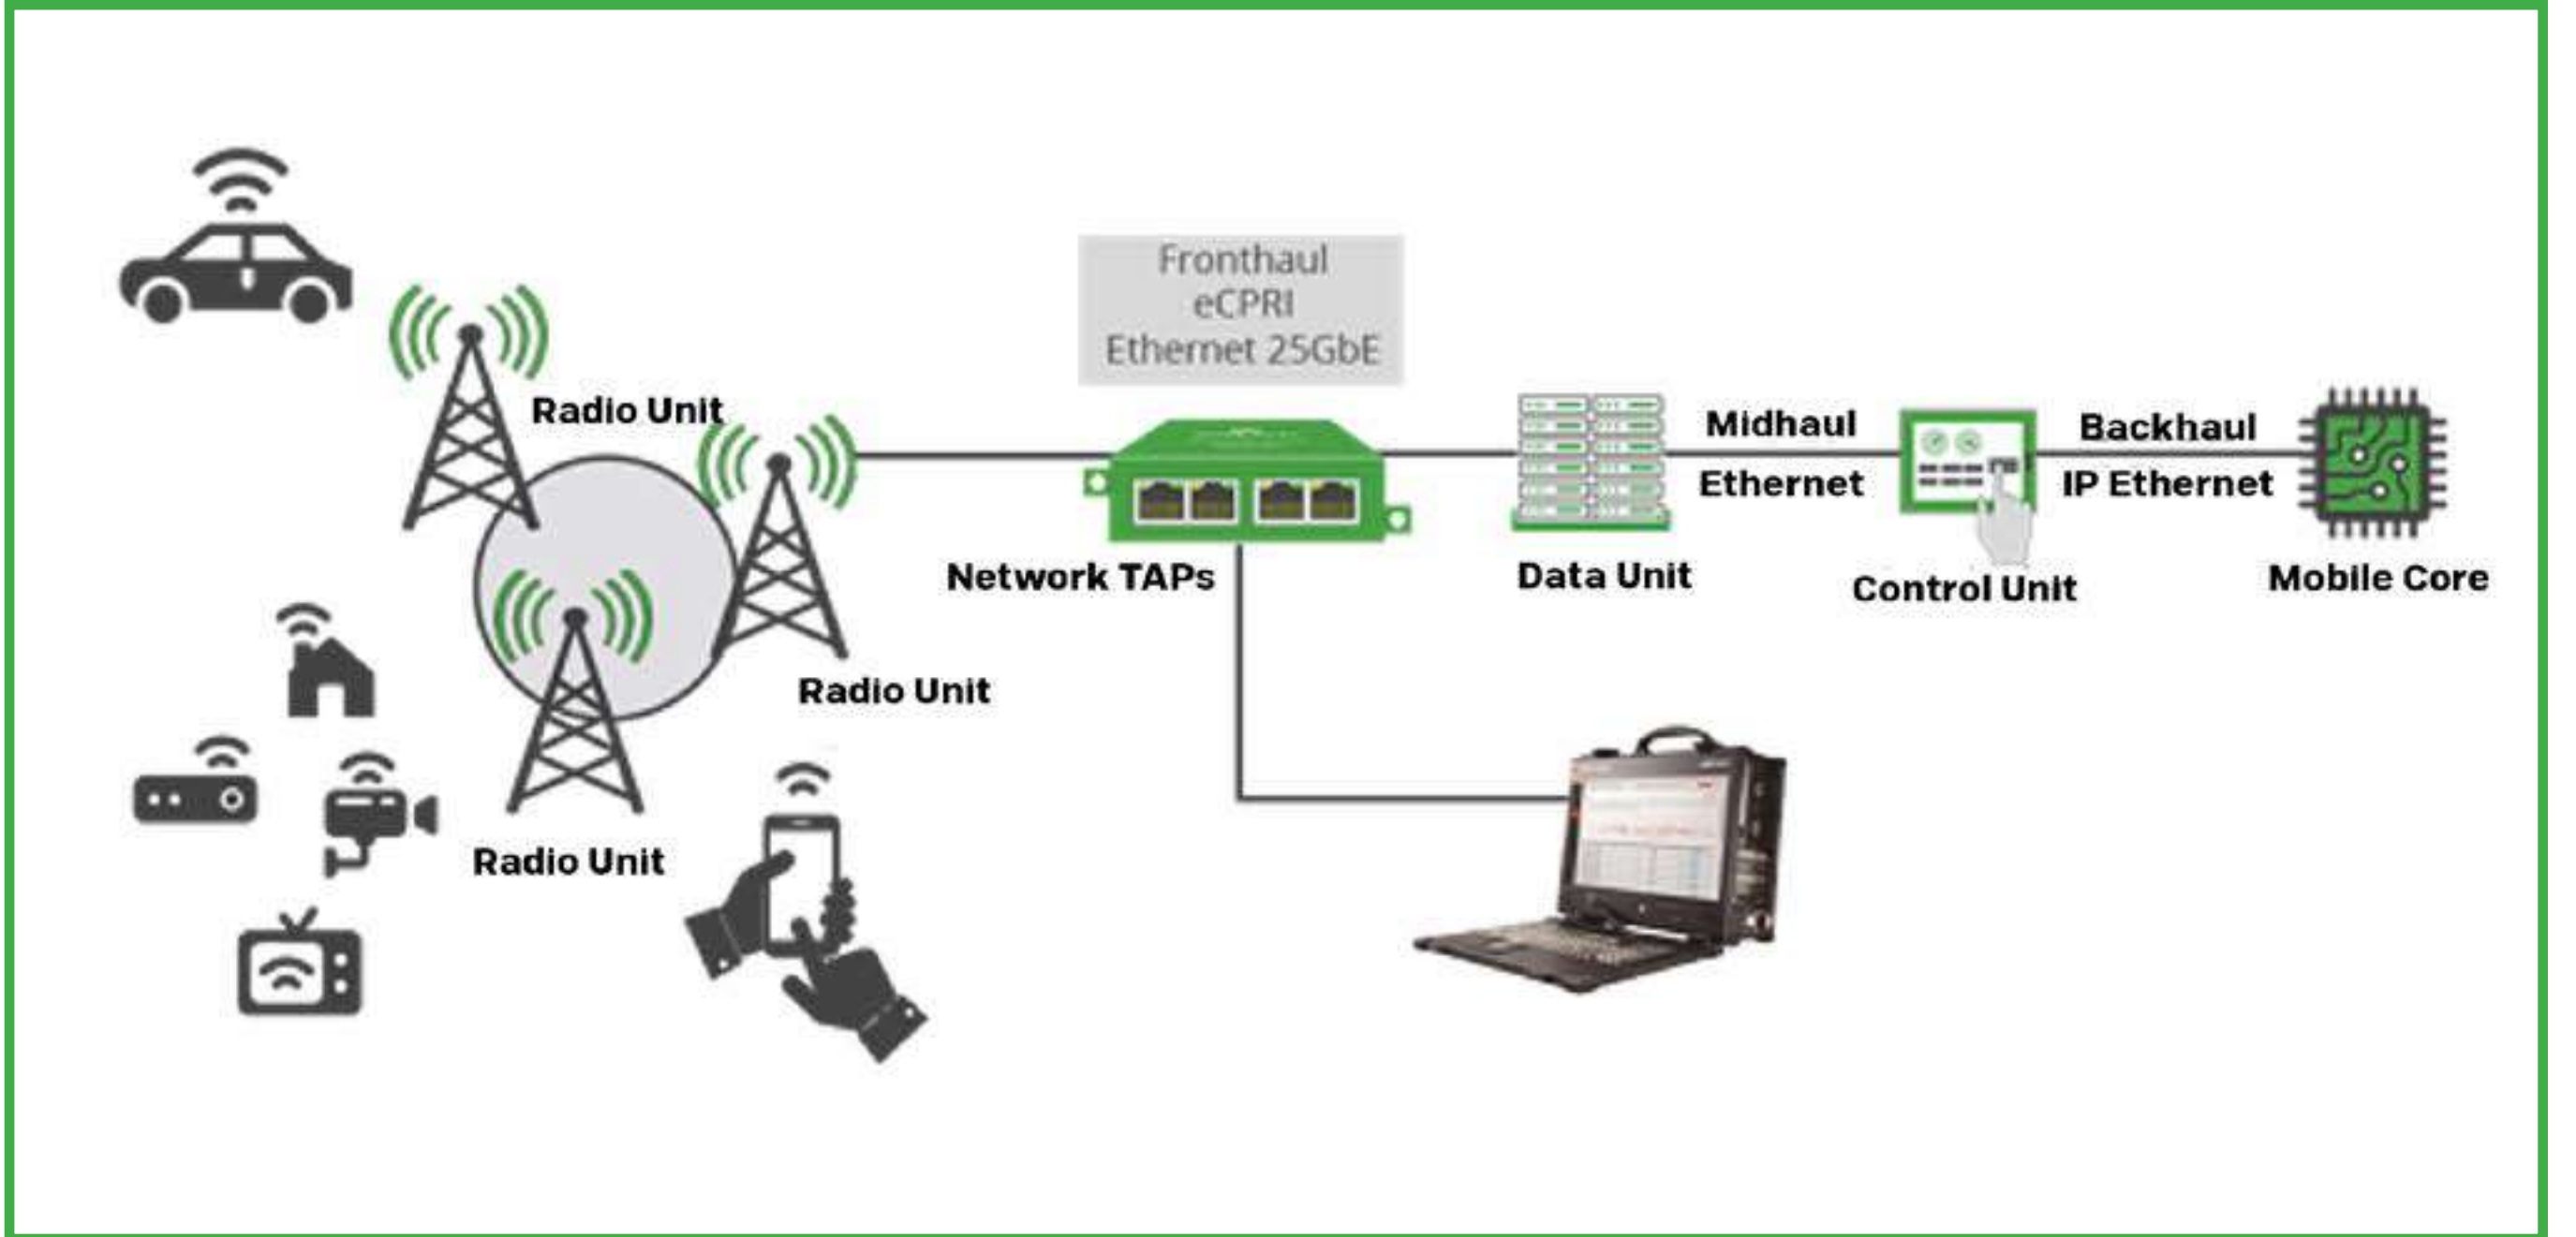 Fronthaul
eCPRI
Ethernet 25GbE
Radio Unit
Midhaul
Ethernet
Backhaul
IP Ethernet
Network TAPs
Data Unit
Control Unit
Mobile Core
Radio Unit
Radio Unit